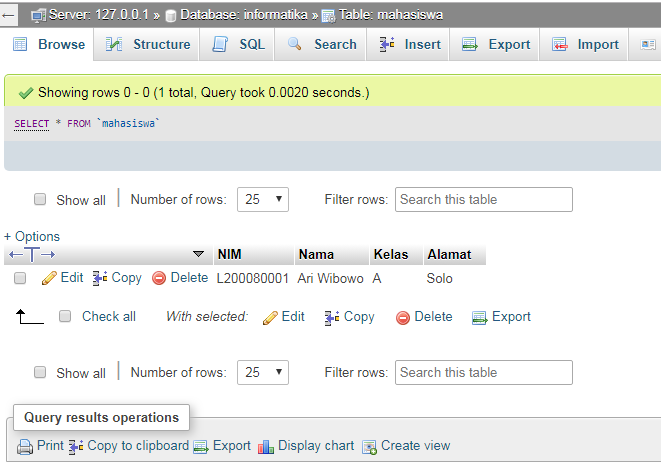 Server: 127.0.0.1 » Database: informatika » Table: mahasiswa
Browse Structure SQL Search Insert Export Import
Showing rows 0 - 0 (1 total, Query took 0.0020 seconds.)
SELECT * FROM `mahasiswa`
Show all Number of rows: 25 Filter rows: Search this table
+ Options
NIM Nama Kelas Alamat
Edit Copy Delete L200080001 Ari Wibowo A Solo
Check all With selected: Edit Copy Delete Export
Show all Number of rows: 25 Filter rows: Search this table
Query results operations
Print Copy to clipboard Export Display chart Create view